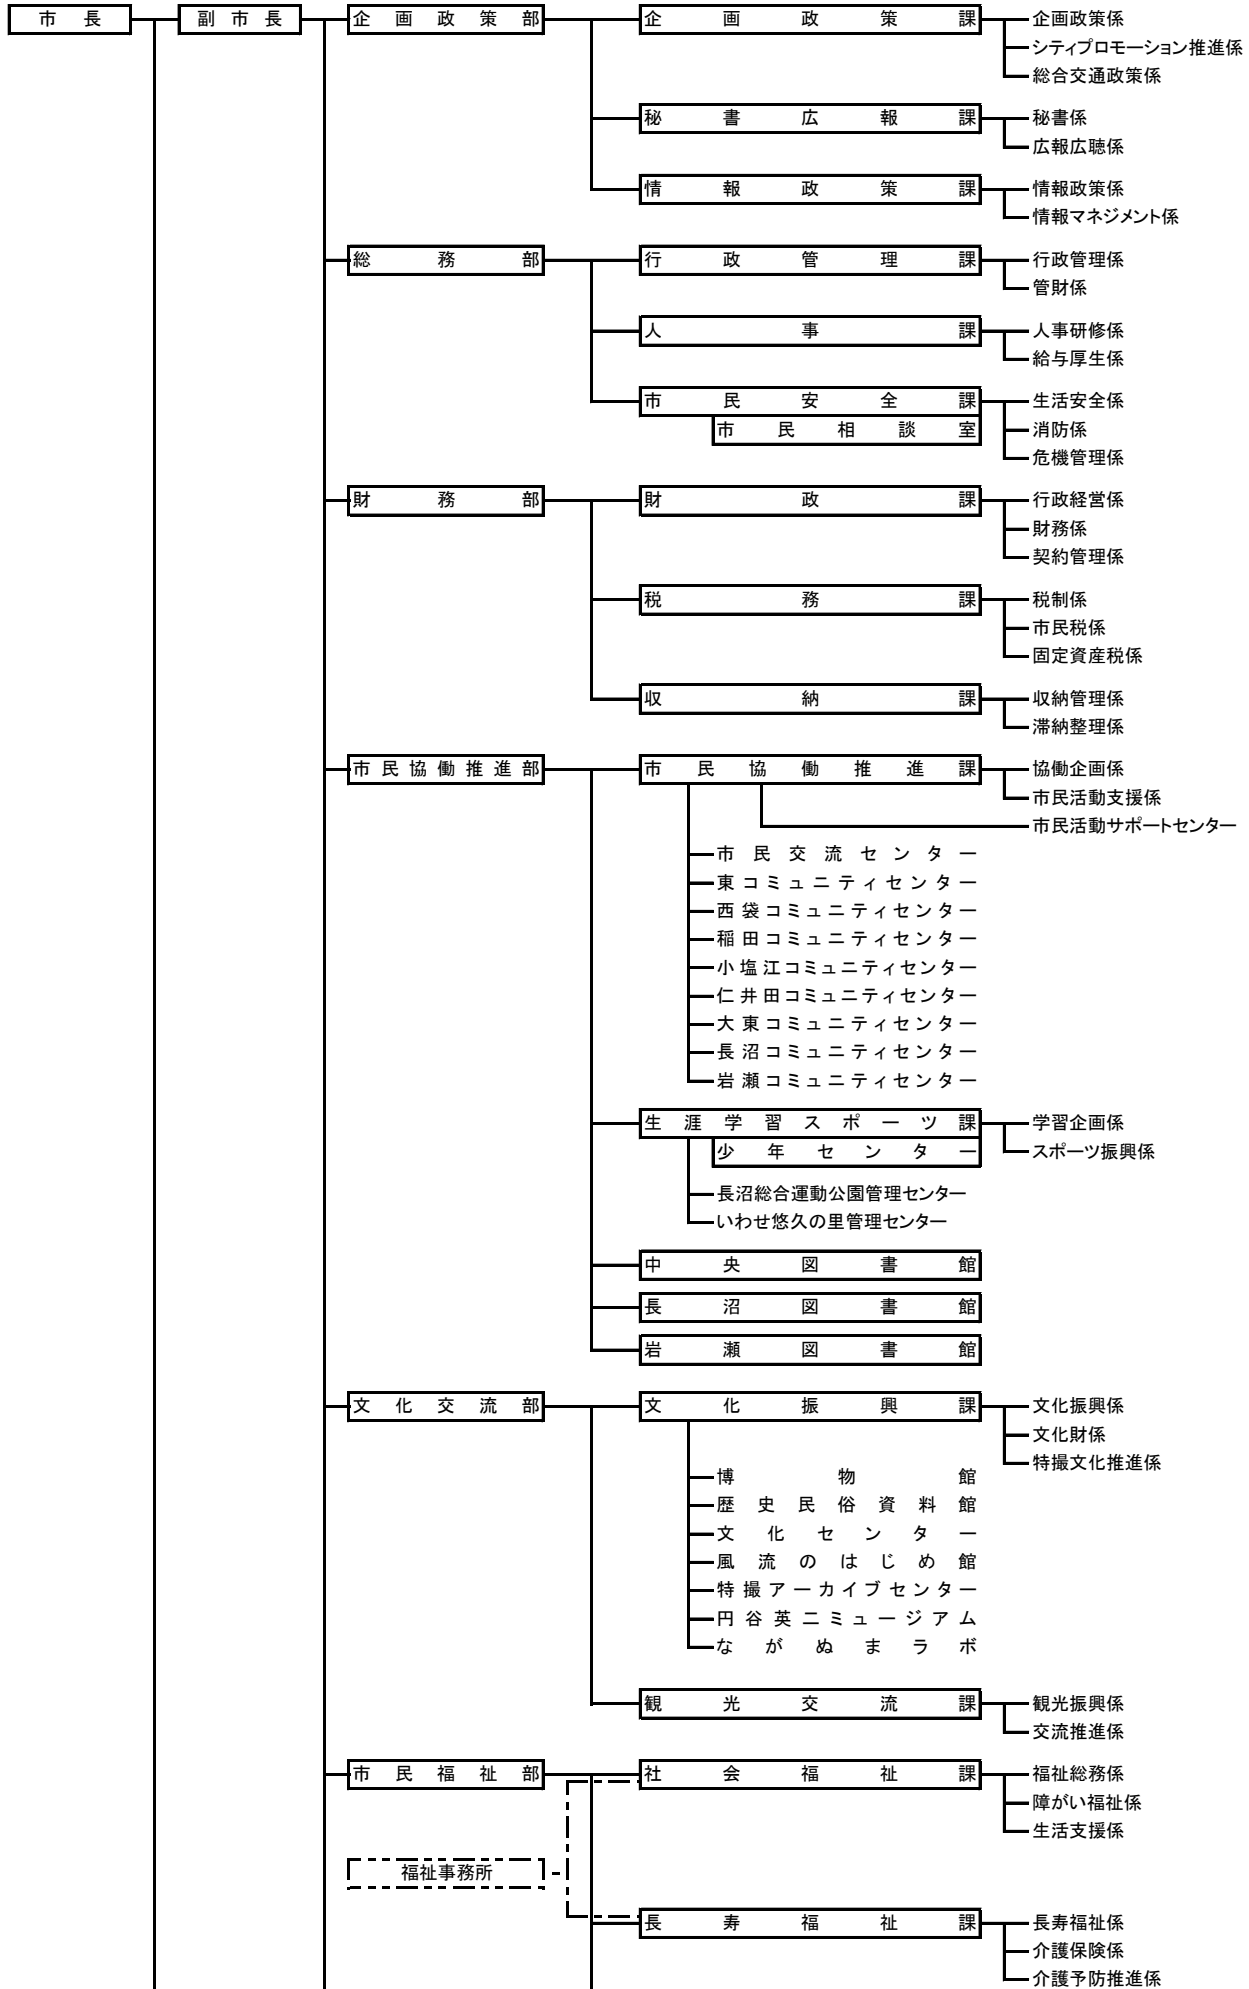 市長 副市長 企画政策部 企画政策課 企画政策係
シティプロモーション推進係
総合交通政策係
秘書広報課 秘書係
広報広聴係
情報政策課 情報政策係
情報マネジメント係
総務部 行政管理課 行政管理係
管財係
人事課 人事研修係
給与厚生係
市民安全課 生活安全係
市民相談室 消防係
危機管理係
財務部 財政課 行政経営係
財務係
契約管理係
税務課 税制係
市民税係
固定資産税係
収納課 収納管理係
滞納整理係
市民協働推進部 市民協働推進課 協働企画係
市民活動支援係
市民活動サポートセンター
市民交流センター
東コミュニティセンター
西袋コミュニティセンター
稲田コミュニティセンター
小塩江コミュニティセンター
仁井田コミュニティセンター
大東コミュニティセンター
長沼コミュニティセンター
岩瀬コミュニティセンター
生涯学習スポーツ課 学習企画係
少年センター スポーツ振興係
長沼総合運動公園管理センター
いわせ悠久の里管理センター
中央図書館
長沼図書館
岩瀬図書館
文化交流部 文化振興課 文化振興係
文化財係
特撮文化推進係
博物館
歴史民俗資料館
文化センター
風流のはじめ館
特撮アーカイブセンター
円谷英二ミュージアム
ながぬまラボ
観光交流課 観光振興係
交流推進係
市民福祉部 社会福祉課 福祉総務係
障がい福祉係
生活支援係
福祉事務所
長寿福祉課 長寿福祉係
介護保険係
介護予防推進係